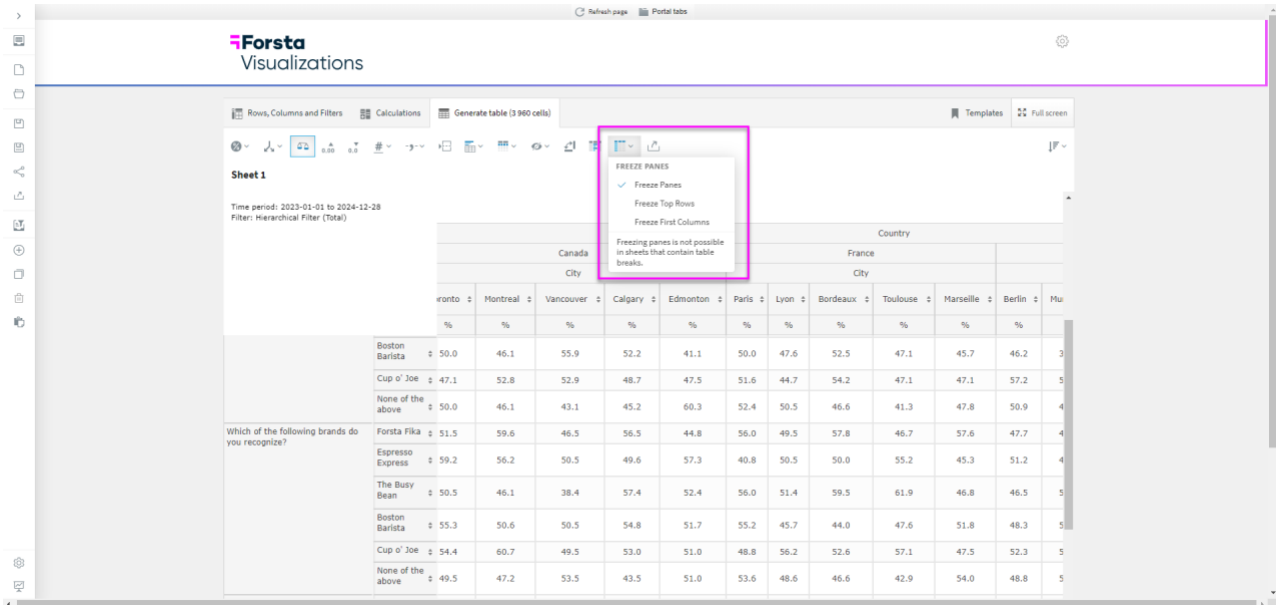 Refresh page Portal tabs
Forsta
Visualizations
Rows, Columns and Filters Calculations Generate table (3 960 cells) Templates Full screen
0.00 0.0 #
Sheet 1
Time period: 2023-01-01 to 2024-12-28
Filter: Hierarchical Filter (Total)
FREEZE PANES
Freeze Panes
Freeze Top Rows
Freeze First Columns
Freezing panes is not possible
in sheets that contain table
breaks.
Country
Canada France
City City
ronto Montreal Vancouver Calgary Edmonton Paris Lyon Bordeaux Toulouse Marseille Berlin Mu
% % % % % % % % % % %
Boston
Barista 50.0 46.1 55.9 52.2 41.1 50.0 47.6 52.5 47.1 45.7 46.2 3
Cup o' Joe 47.1 52.8 52.9 48.7 47.5 51.6 44.7 54.2 47.1 47.1 57.2 5
None of the
above 50.0 46.1 43.1 45.2 60.3 52.4 50.5 46.6 41.3 47.8 50.9 4
Which of the following brands do
you recognize?
Forsta Fika 51.5 59.6 46.5 56.5 44.8 56.0 49.5 57.8 46.7 57.6 47.7 4
Espresso
Express 59.2 56.2 50.5 49.6 57.3 40.8 50.5 50.0 55.2 45.3 51.2 4
The Busy
Bean 50.5 46.1 38.4 57.4 52.4 56.0 51.4 59.5 61.9 46.8 46.5 5
Boston
Barista 55.3 50.6 50.5 54.8 51.7 55.2 45.7 44.0 47.6 51.8 48.3 5
Cup o' Joe 54.4 60.7 49.5 53.0 51.0 48.8 56.2 52.6 57.1 47.5 52.3 5
None of the
above 49.5 47.2 53.5 43.5 51.0 53.6 48.6 46.6 42.9 54.0 48.8 5